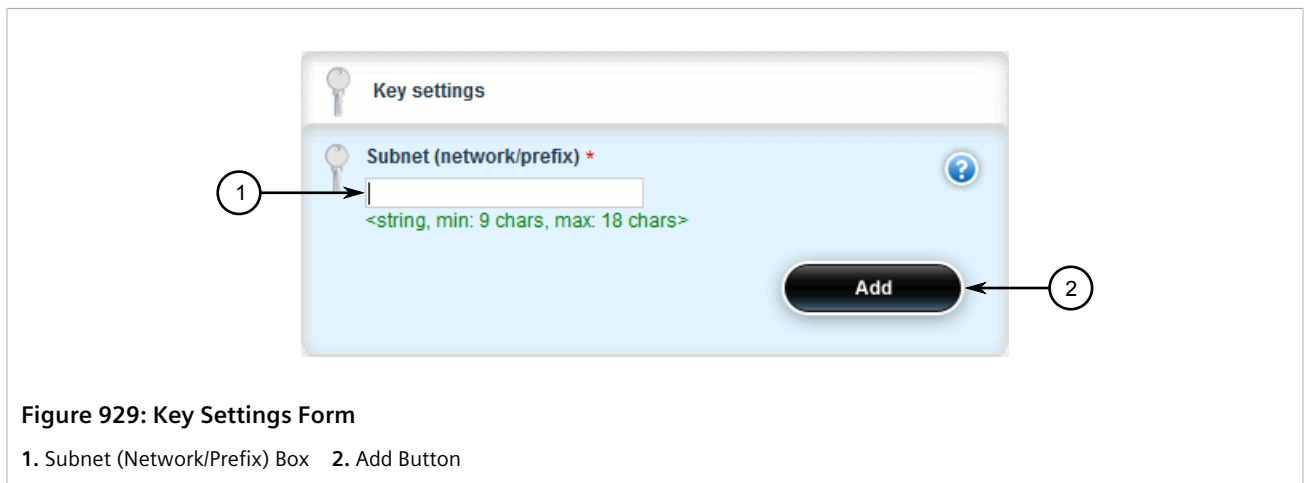 Key settings
Subnet (network/prefix) *
?
1
<string, min: 9 chars, max: 18 chars>
Add
2
Figure 929: Key Settings Form
1. Subnet (Network/Prefix) Box 2. Add Button